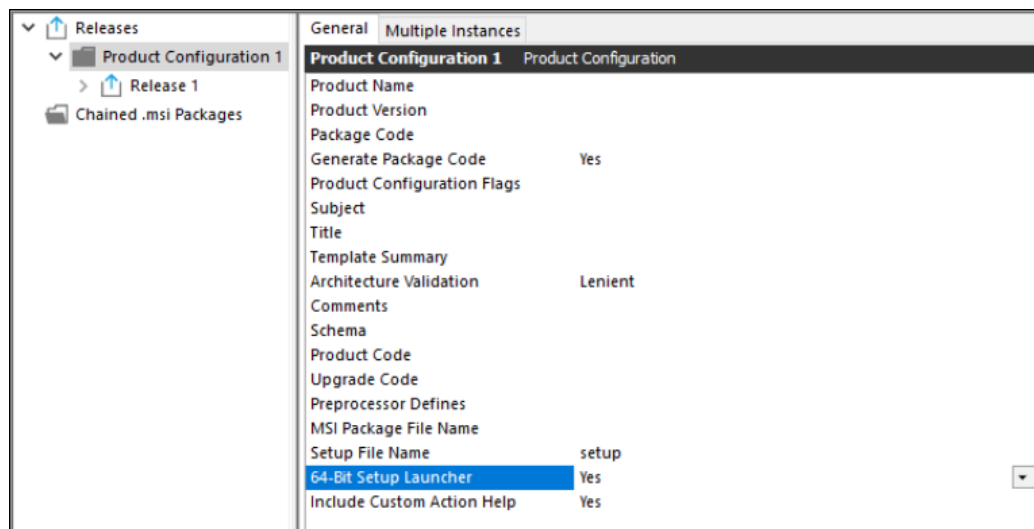 Releases
Product Configuration 1
Release 1
Chained .msi Packages
General Multiple Instances
Product Configuration 1 Product Configuration
Product Name
Product Version
Package Code
Generate Package Code Yes
Product Configuration Flags
Subject
Title
Template Summary
Architecture Validation Lenient
Comments
Schema
Product Code
Upgrade Code
Preprocessor Defines
MSI Package File Name
Setup File Name setup
64-Bit Setup Launcher Yes
Include Custom Action Help Yes